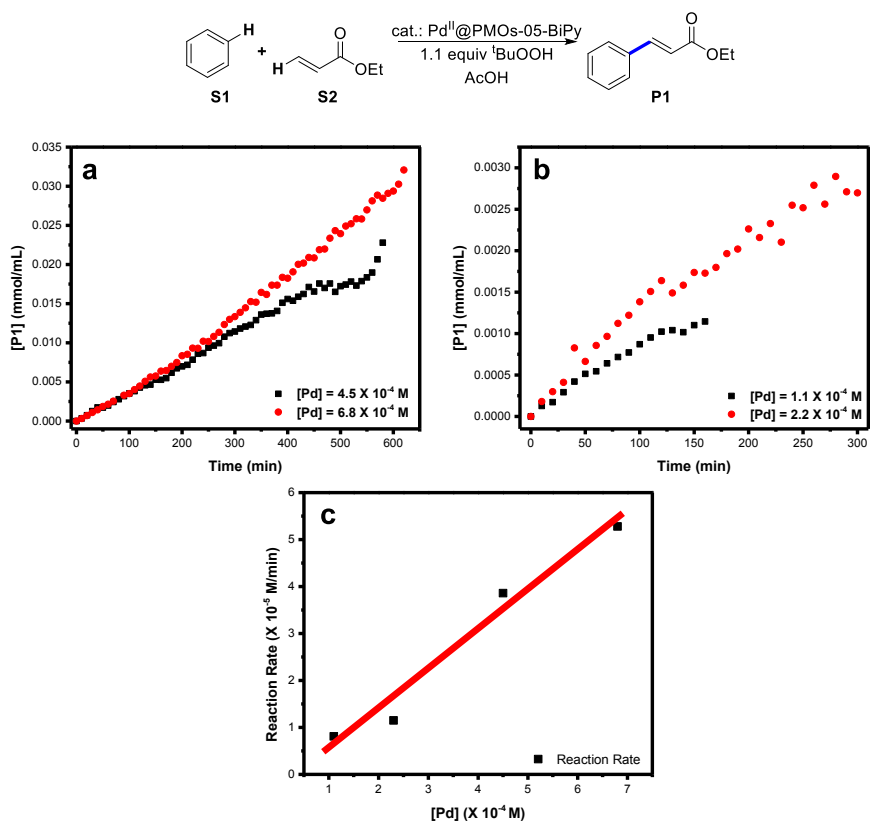 H
+
H
O
OEt
S1
S2
cat.: Pdᴵᴵ@PMOs-05-BiPy
1.1 equiv ᵗBuOOH
AcOH
O
OEt
P1
a
[P1] (mmol/mL)
0.035
0.030
0.025
0.020
0.015
0.010
0.005
0.000
0 100 200 300 400 500 600
Time (min)
[Pd] = 4.5 X 10⁻⁴ M
[Pd] = 6.8 X 10⁻⁴ M
b
[P1] (mmol/mL)
0.0030
0.0025
0.0020
0.0015
0.0010
0.0005
0.0000
0 50 100 150 200 250 300
Time (min)
[Pd] = 1.1 X 10⁻⁴ M
[Pd] = 2.2 X 10⁻⁴ M
c
Reaction Rate (X 10⁻⁵ M/min)
6
5
4
3
2
1
0
1 2 3 4 5 6 7
[Pd] (X 10⁻⁴ M)
Reaction Rate